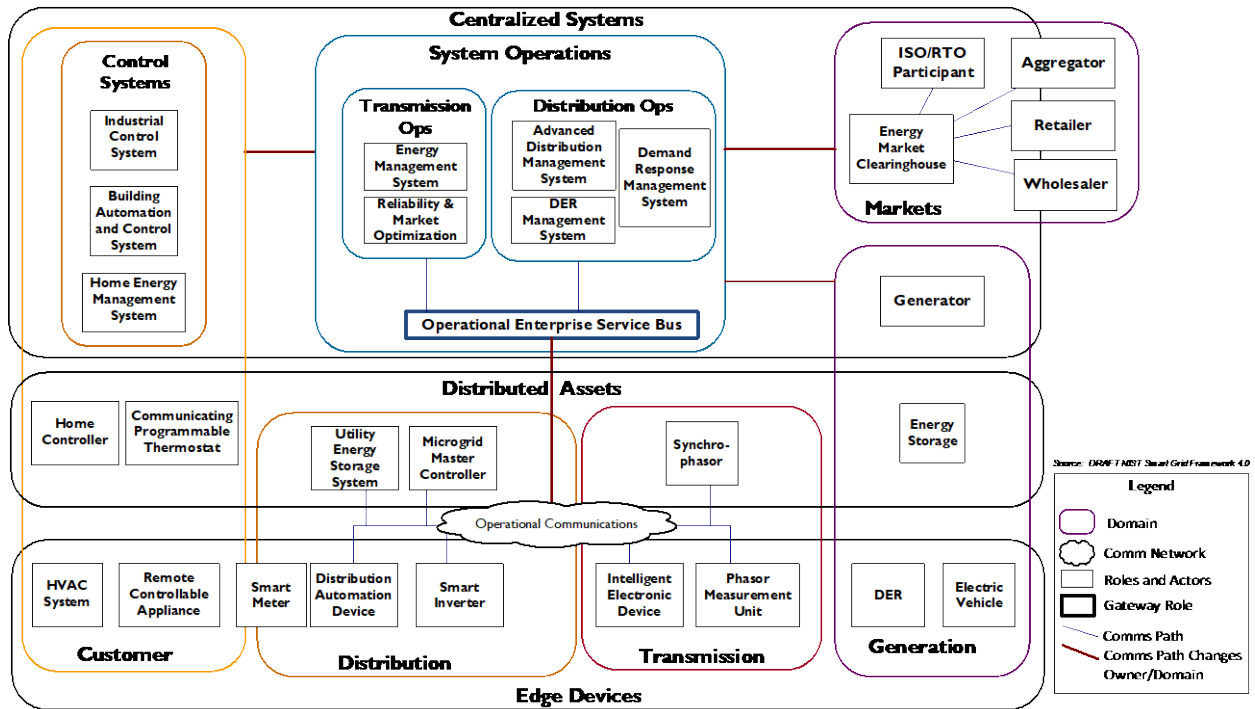 Centralized Systems
Control
Systems
Industrial
Control
System
Building
Automation
and Control
System
Home Energy
Management
System
System Operations
Transmission
Ops
Energy
Management
System
Reliability &
Market
Optimization
Distribution Ops
Advanced
Distribution
Management
System
DER
Management
System
Demand
Response
Management
System
Operational Enterprise Service Bus
ISO/RTO
Participant
Aggregator
Energy
Market
Clearinghouse
Retailer
Wholesaler
Markets
Generator
Distributed Assets
Home
Controller
Communicating
Programmable
Thermostat
Utility
Energy
Storage
System
Microgrid
Master
Controller
Synchro-
phasor
Energy
Storage
Operational Communications
HVAC
System
Remote
Controllable
Appliance
Smart
Meter
Distribution
Automation
Device
Smart
Inverter
Intelligent
Electronic
Device
Phasor
Measurement
Unit
DER
Electric
Vehicle
Customer
Distribution
Transmission
Generation
Edge Devices
Source: DRAFT NIST Smart Grid Framework 4.0
Legend
Domain
Comm Network
Roles and Actors
Gateway Role
Comms Path
Comms Path Changes
Owner/Domain